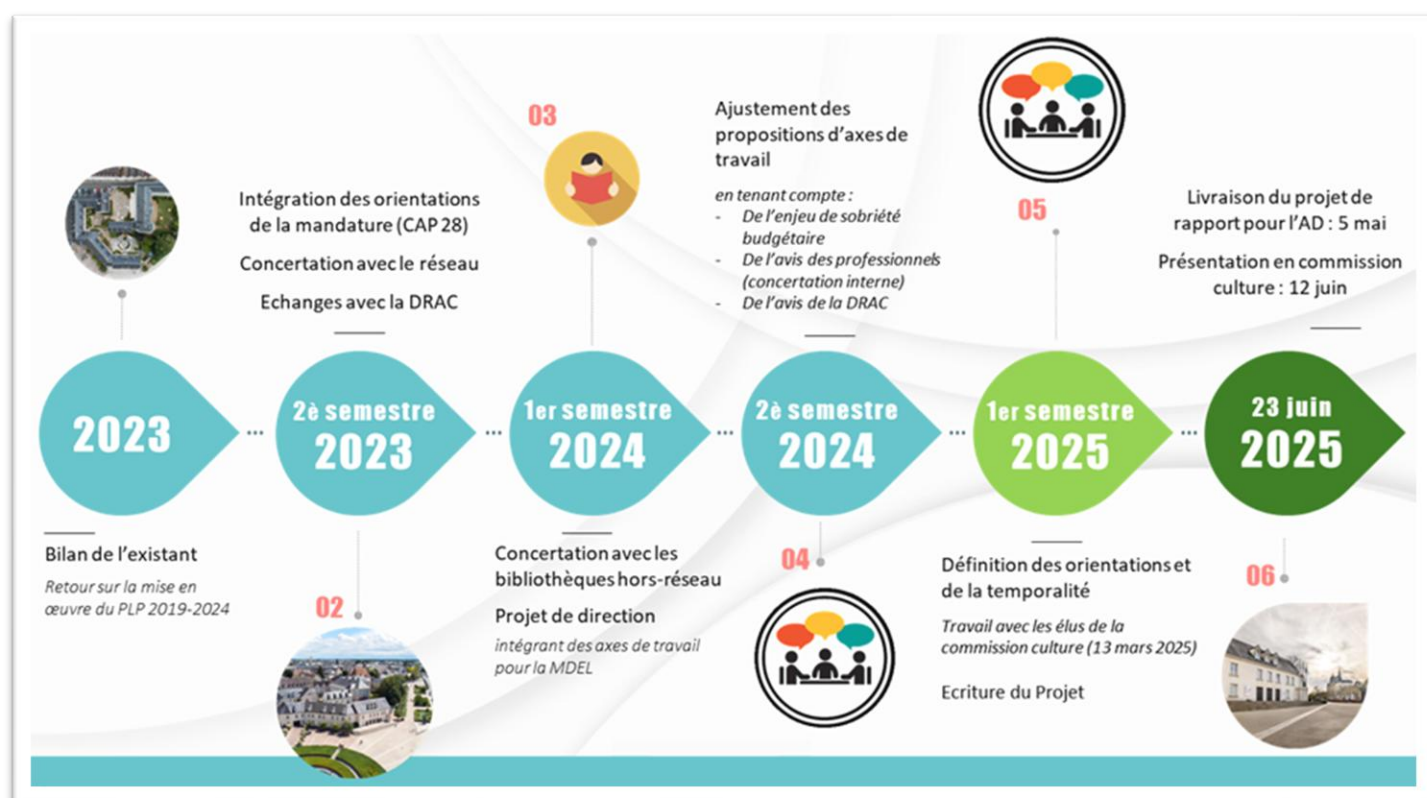 2023
Bilan de l'existant
Retour sur la mise en
œuvre du PLP 2019-2024
Intégration des orientations
de la mandature (CAP 28)
Concertation avec le réseau
Echanges avec la DRAC
2è semestre
2023
02
03
1er semestre
2024
Concertation avec les
bibliothèques hors-réseau
Projet de direction
intégrant des axes de travail
pour la MDEL
Ajustement des
propositions d'axes de
travail
en tenant compte :
- De l'enjeu de sobriété
budgétaire
- De l'avis des professionnels
(concertation interne)
- De l'avis de la DRAC
2è semestre
2024
04
05
1er semestre
2025
Définition des orientations et
de la temporalité
Travail avec les élus de la
commission culture (13 mars 2025)
Ecriture du Projet
Livraison du projet de
rapport pour l'AD : 5 mai
Présentation en commission
culture : 12 juin
23 juin
2025
06